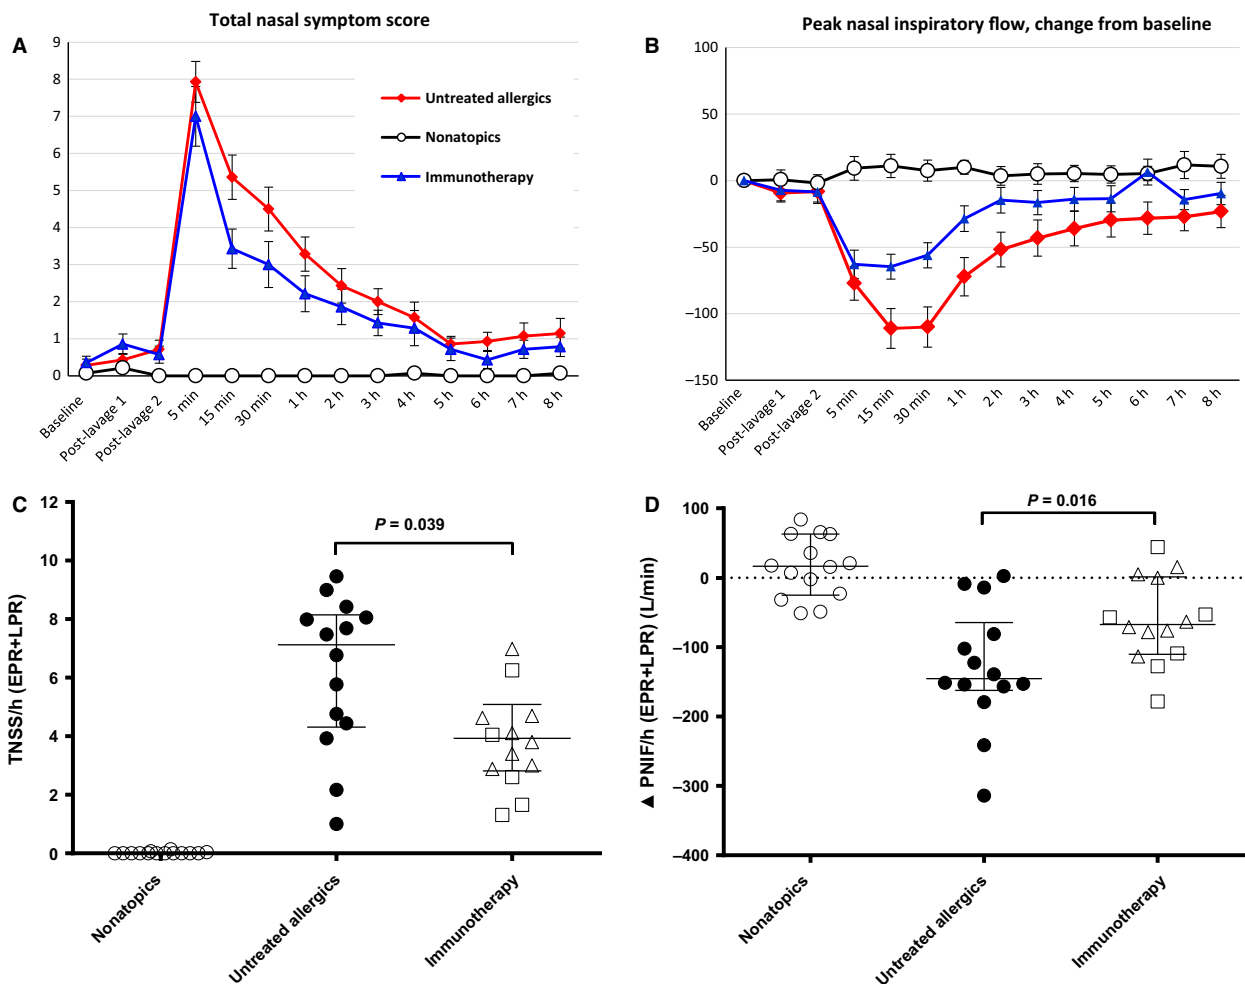 Total nasal symptom score
A
9
8
7
6
5
4
3
2
1
0
Untreated allergics
Nonatopics
Immunotherapy
Baseline
Post-lavage 1
Post-lavage 2
5 min
15 min
30 min
1 h
2 h
3 h
4 h
5 h
6 h
7 h
8 h
Peak nasal inspiratory flow, change from baseline
B
100
50
0
−50
−100
−150
Baseline
Post-lavage 1
Post-lavage 2
5 min
15 min
30 min
1 h
2 h
3 h
4 h
5 h
6 h
7 h
8 h
C
TNSS/h (EPR+LPR)
12
10
8
6
4
2
0
P = 0.039
Nonatopics
Untreated allergics
Immunotherapy
D
▲ PNIF/h (EPR+LPR) (L/min)
100
0
−100
−200
−300
−400
P = 0.016
Nonatopics
Untreated allergics
Immunotherapy